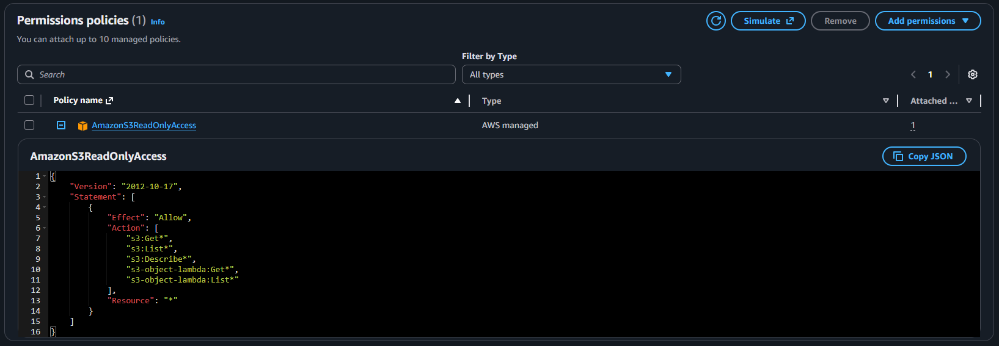 Permissions policies (1) Info
Simulate
Remove
Add permissions
You can attach up to 10 managed policies.
Filter by Type
Search
All types
1
Policy name
Type
Attached ...
AmazonS3ReadOnlyAccess
AWS managed
1
AmazonS3ReadOnlyAccess
Copy JSON
1 {
2     "Version": "2012-10-17",
3     "Statement": [
4         {
5             "Effect": "Allow",
6             "Action": [
7                 "s3:Get*",
8                 "s3:List*",
9                 "s3:Describe*",
10                 "s3-object-lambda:Get*",
11                 "s3-object-lambda:List*"
12             ],
13             "Resource": "*"
14         }
15     ]
16 }